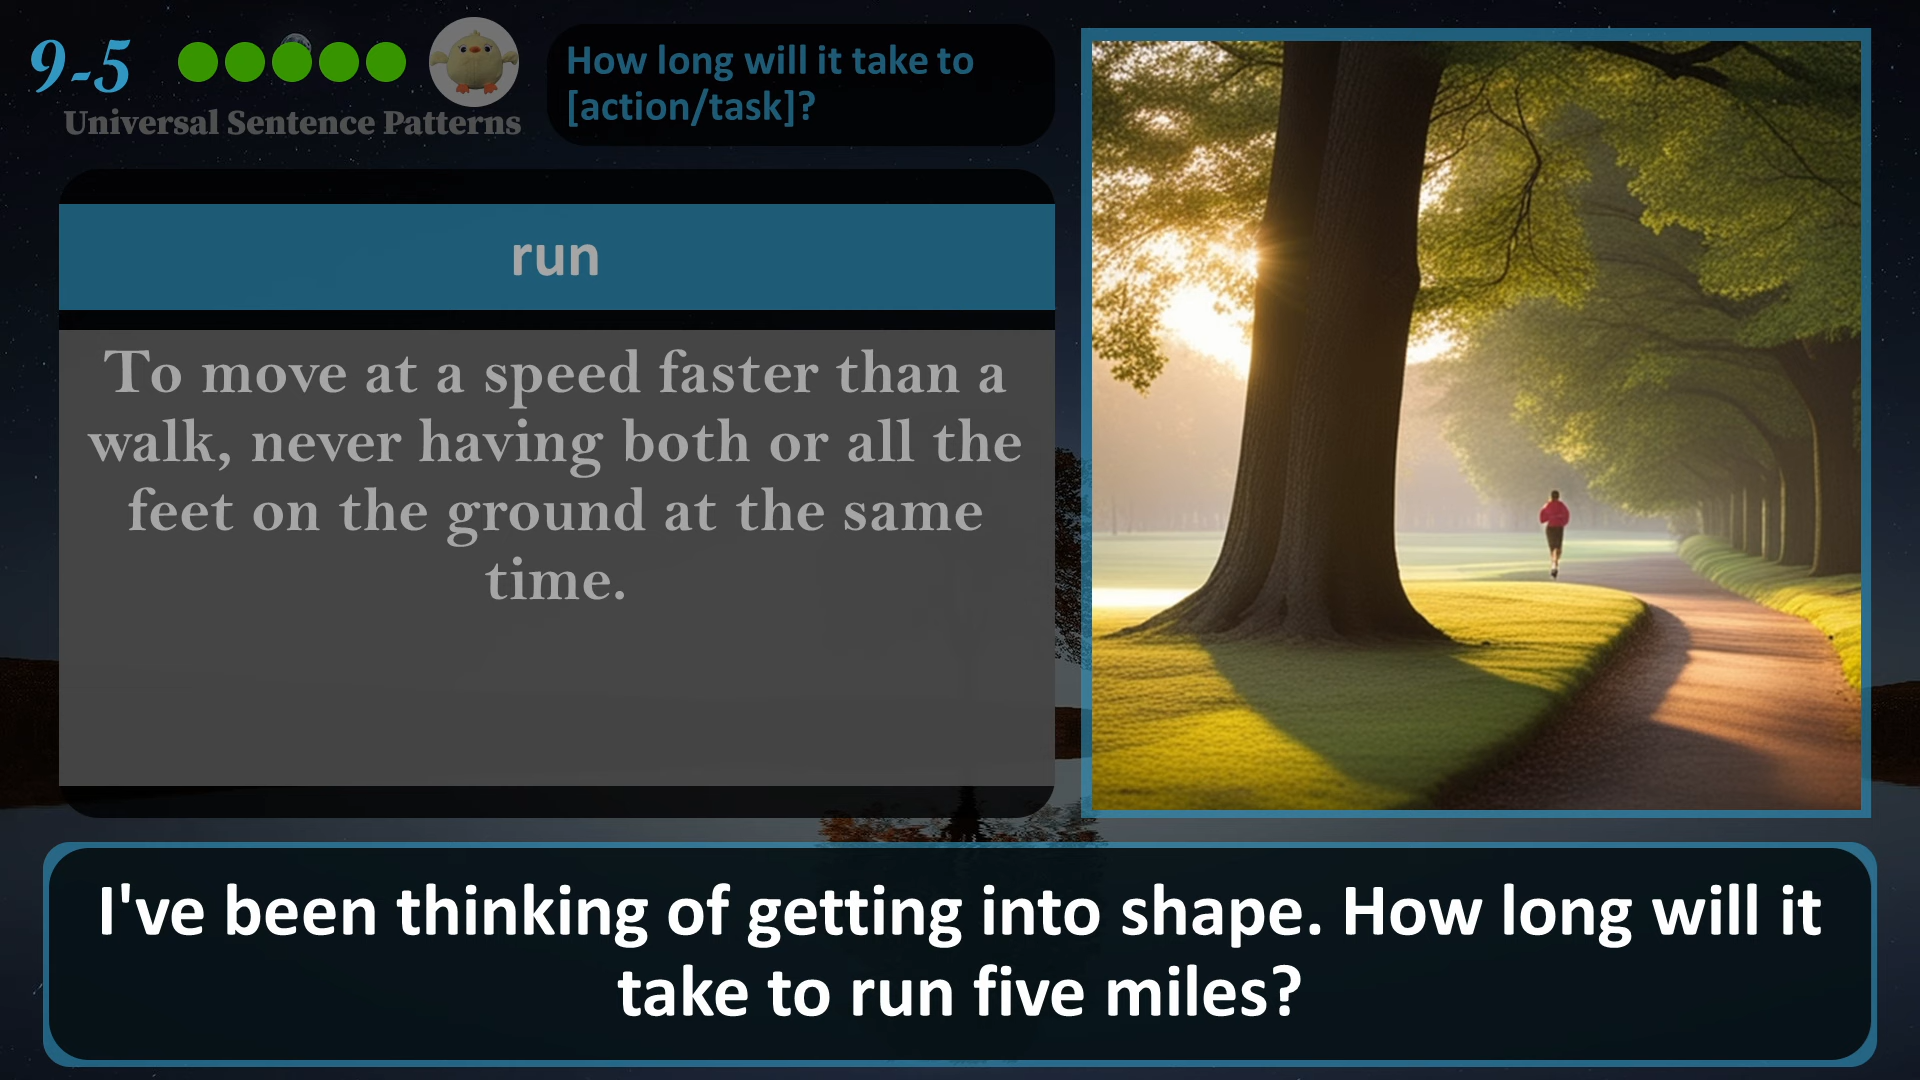 9-5
Universal Sentence Patterns
How long will it take to
[action/task]?
run
To move at a speed faster than a
walk, never having both or all the
feet on the ground at the same
time.
I've been thinking of getting into shape. How long will it
take to run five miles?